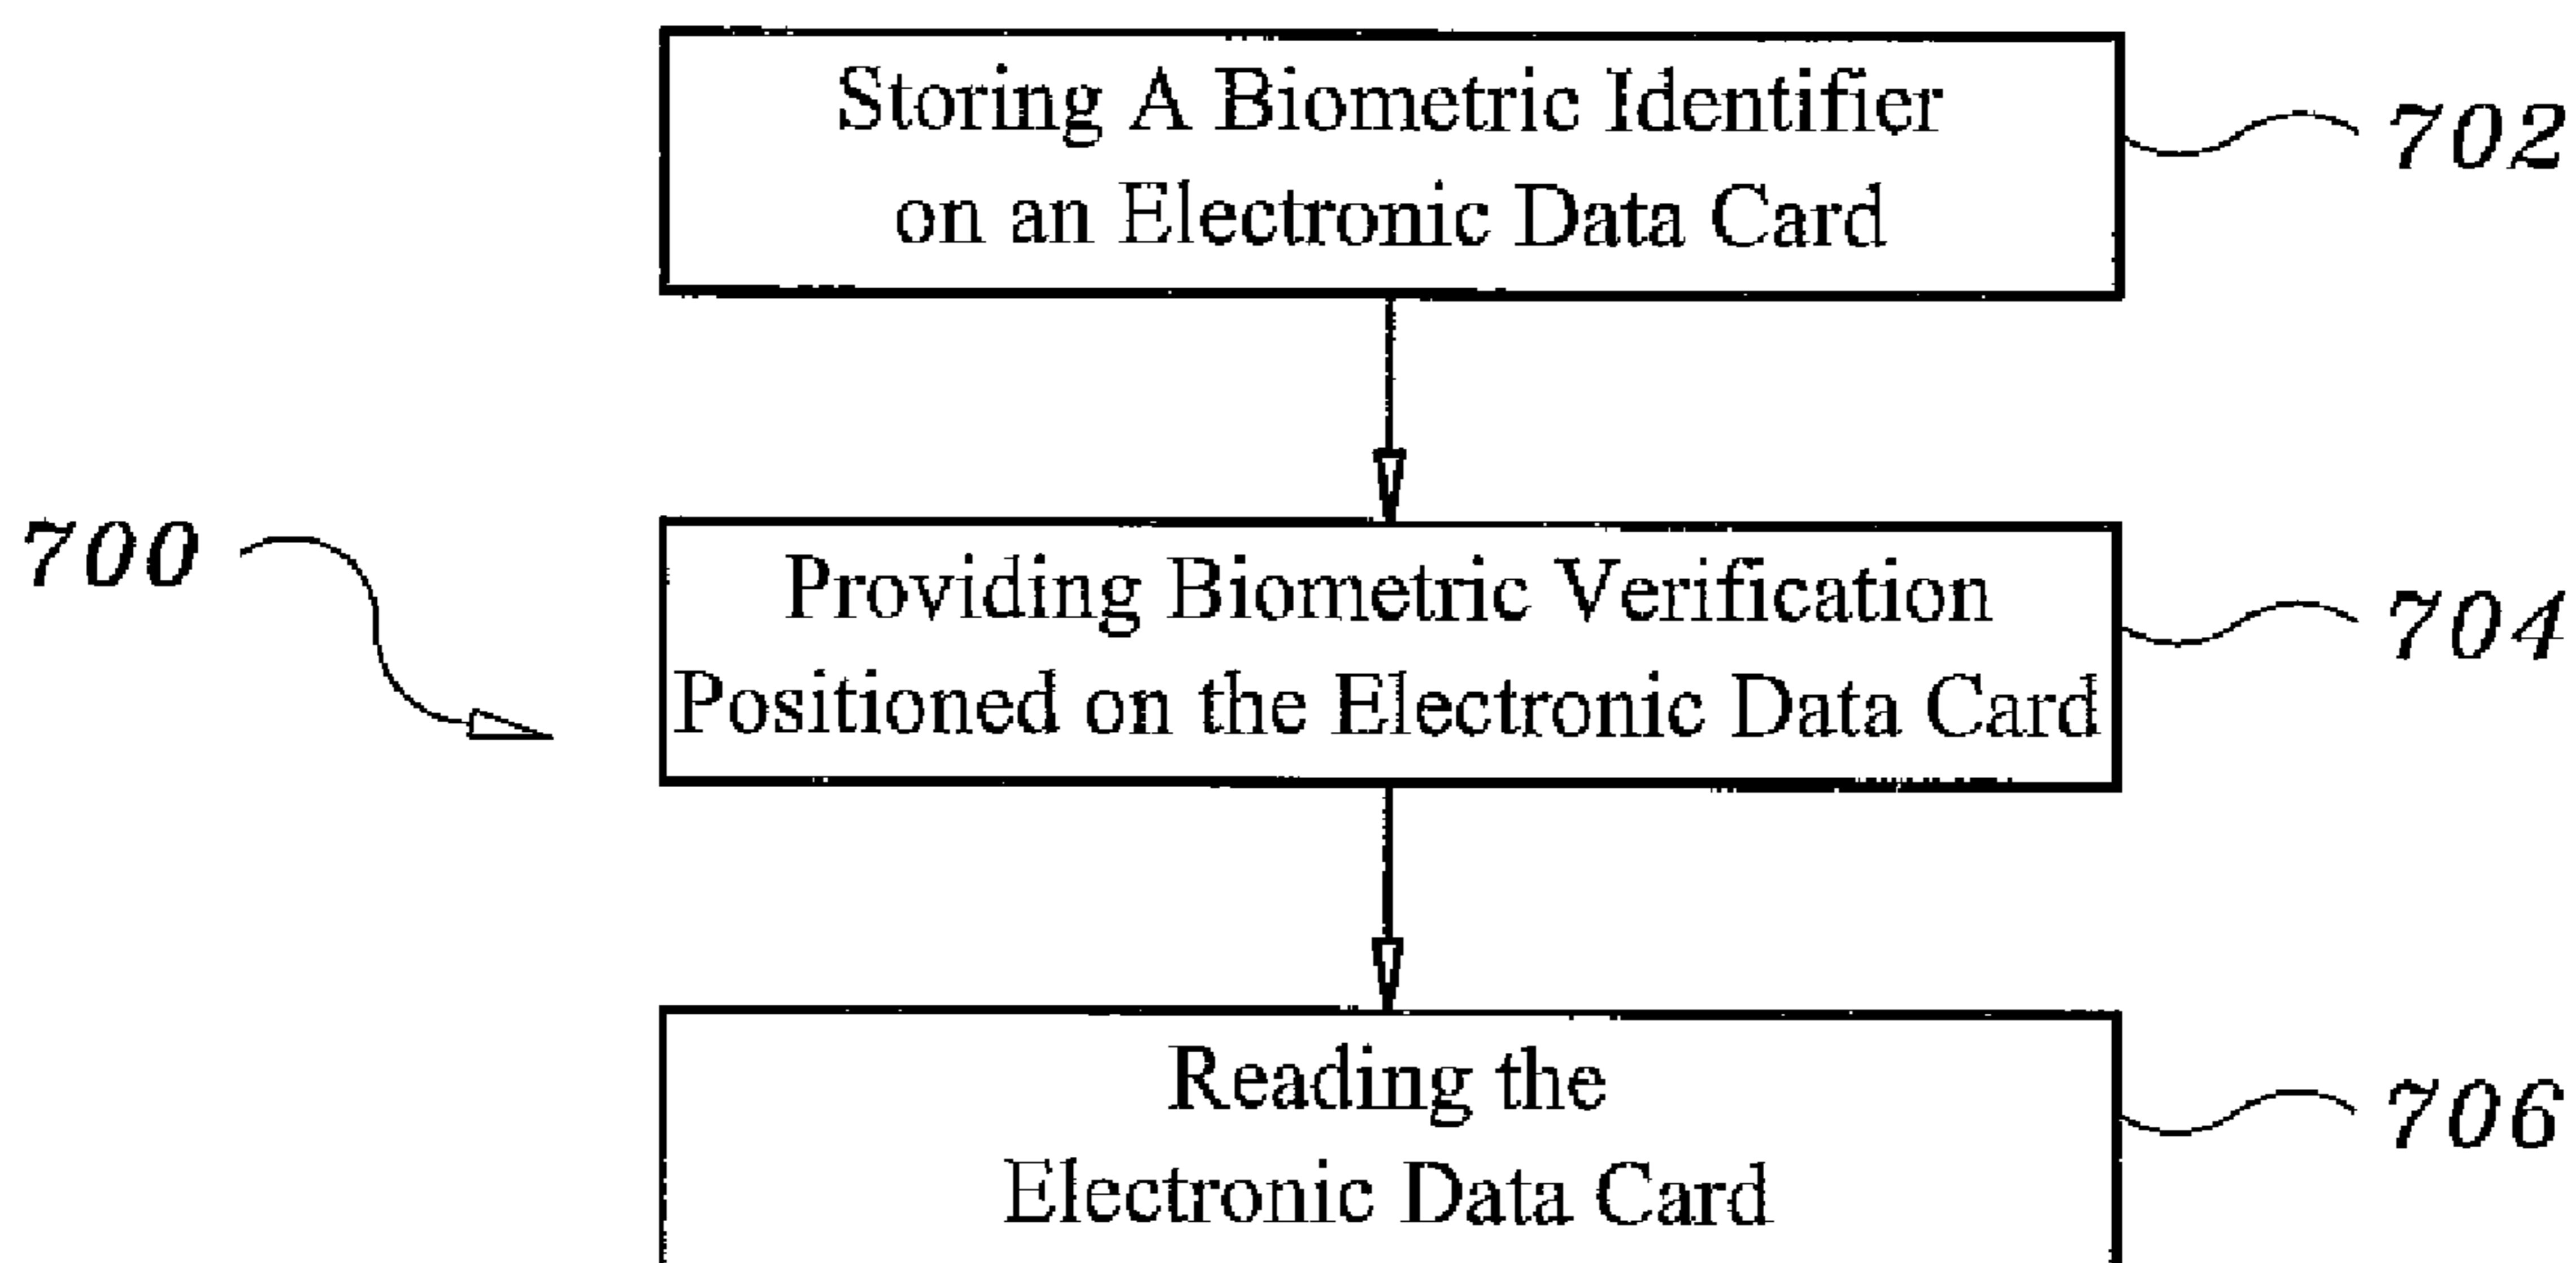 Storing A Biometric Identifier
on an Electronic Data Card
702
700
Providing Biometric Verification
Positioned on the Electronic Data Card
704
Reading the
Electronic Data Card
706